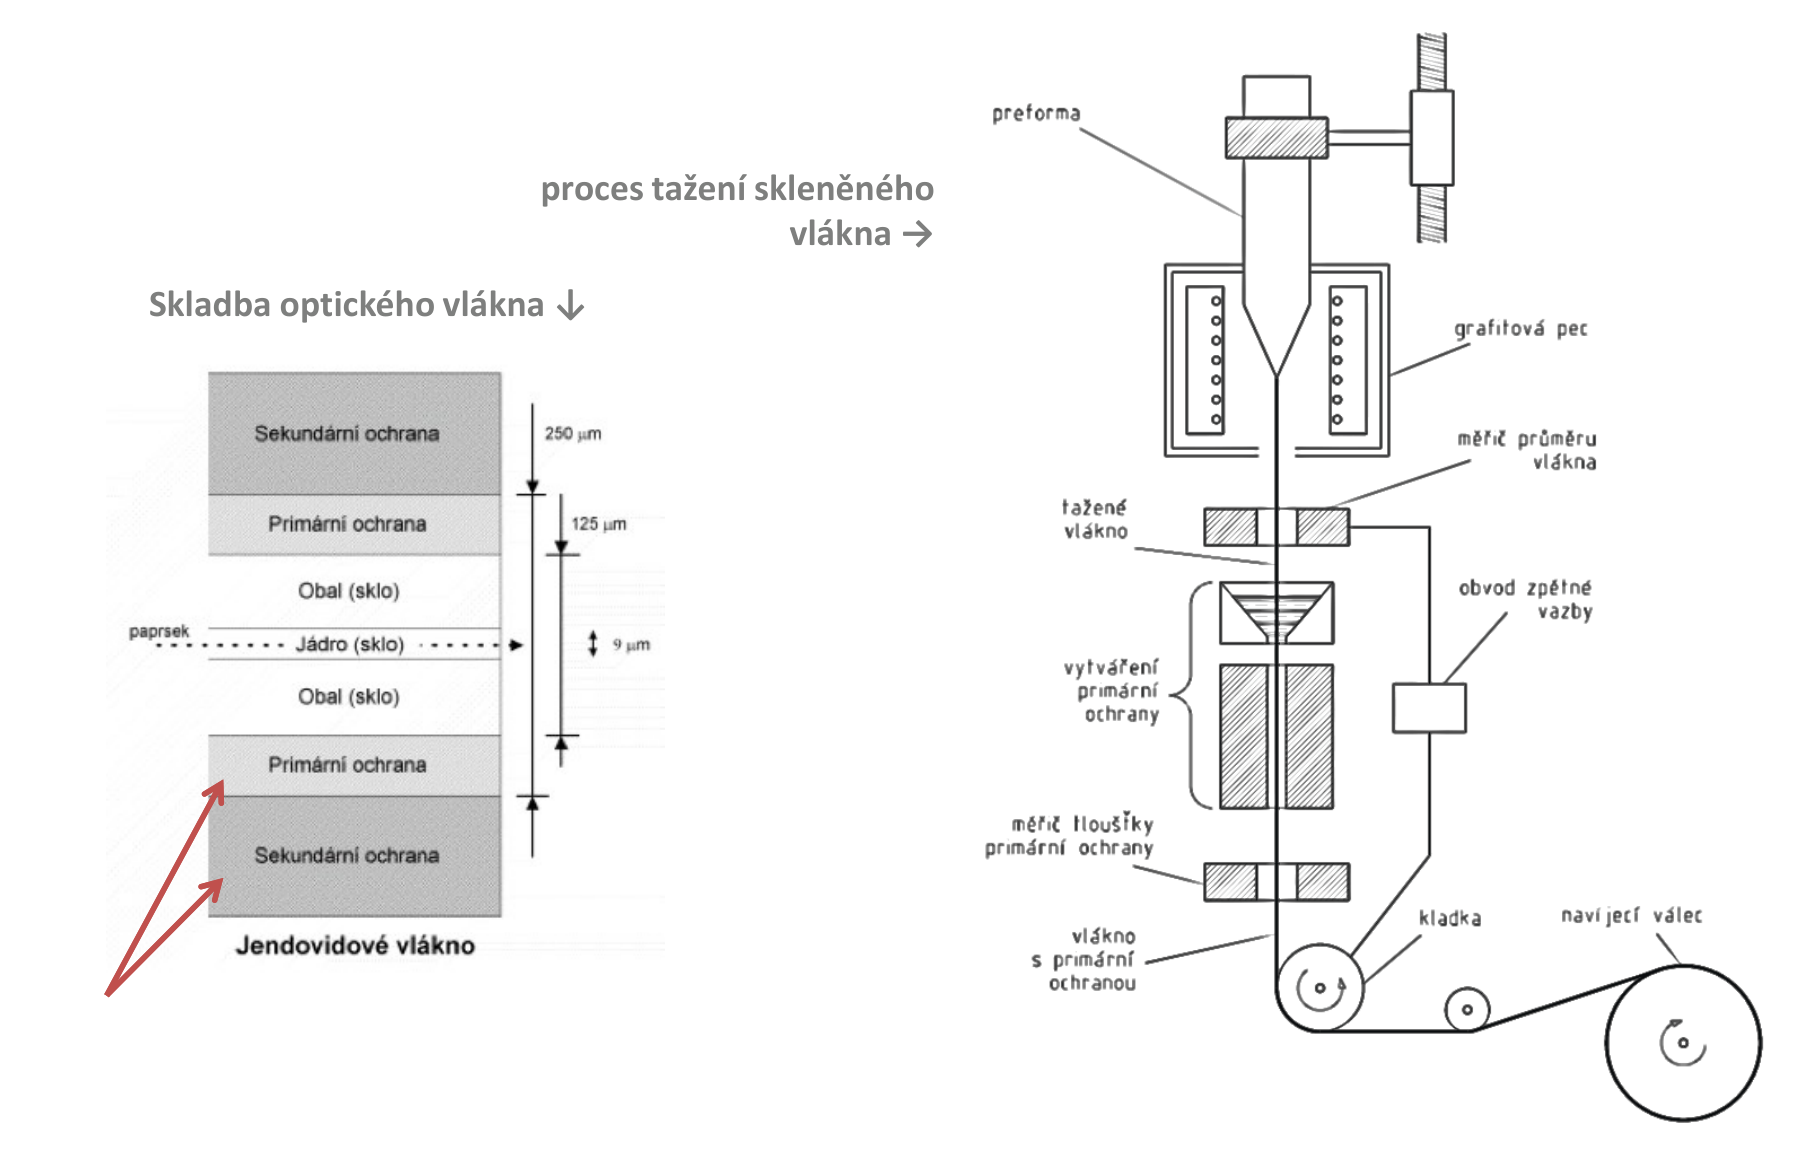 proces tažení skleněného
vlákna →
Skladba optického vlákna ↓
Sekundární ochrana
250 μm
Primární ochrana
125 μm
Obal (sklo)
paprsek
Jádro (sklo)
9 μm
Obal (sklo)
Primární ochrana
Sekundární ochrana
Jendovidové vlákno
preforma
grafitová pec
měřič průměru
vlákna
tažené
vlákno
obvod zpětné
vazby
vytváření
primární
ochrany
měřič tloušťky
primární ochrany
vlákno
s primární
ochranou
kladka
navíjecí válec